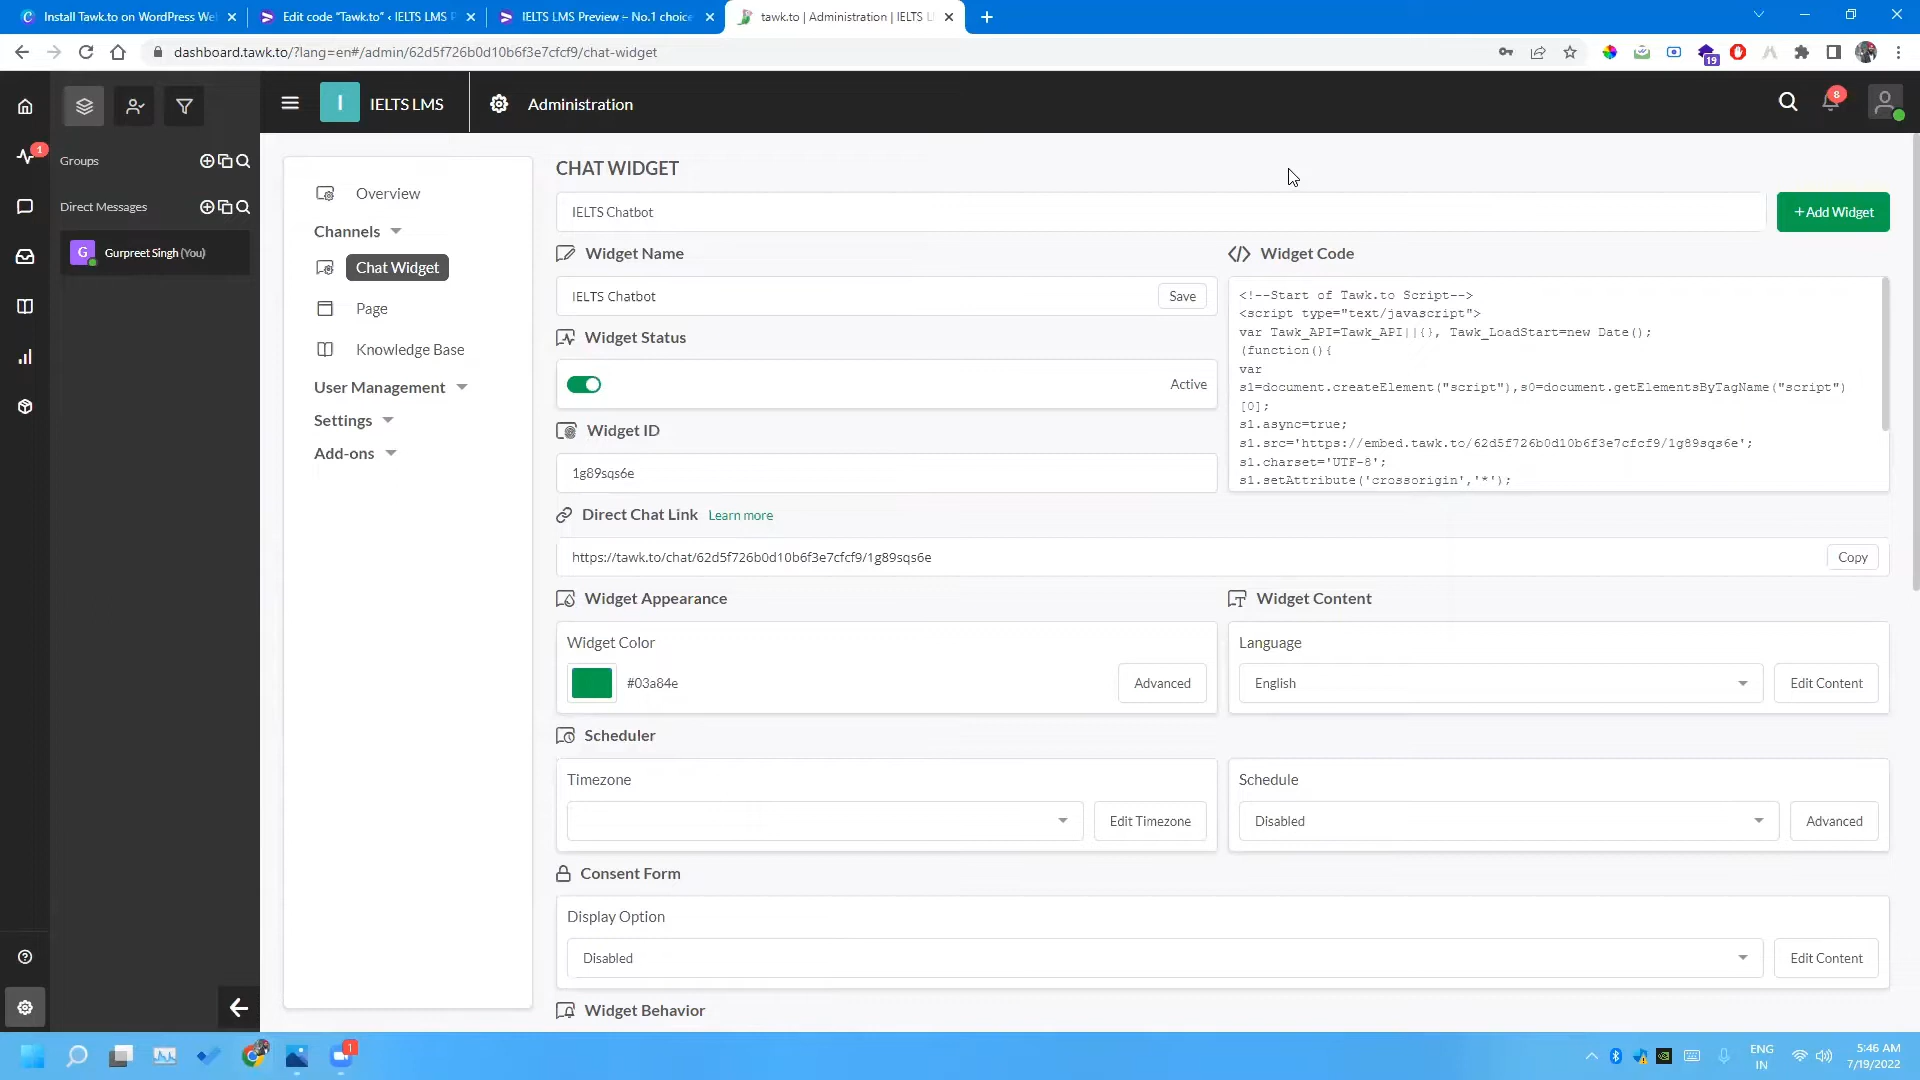 Install Tawk.to on WordPress We
Edit code "Tawk.to" ‹ IELTS LMS P
IELTS LMS Preview – No.1 choice
tawk.to | Administration | IELTS L
dashboard.tawk.to/?lang=en#/admin/62d5f726b0d10b6f3e7cfcf9/chat-widget
19
I
IELTS LMS
Administration
8
1
Groups
Direct Messages
G
Gurpreet Singh (You)
Overview
Channels
Chat Widget
Page
Knowledge Base
User Management
Settings
Add-ons
CHAT WIDGET
IELTS Chatbot
+Add Widget
Widget Name
IELTS Chatbot
Save
Widget Status
Active
Widget ID
1g89sqs6e
Widget Code
<!--Start of Tawk.to Script-->
<script type="text/javascript">
var Tawk_API=Tawk_API||{}, Tawk_LoadStart=new Date();
(function(){
var
s1=document.createElement("script"),s0=document.getElementsByTagName("script")
[0];
s1.async=true;
s1.src='https://embed.tawk.to/62d5f726b0d10b6f3e7cfcf9/1g89sqs6e';
s1.charset='UTF-8';
s1.setAttribute('crossorigin','*');
Direct Chat Link Learn more
https://tawk.to/chat/62d5f726b0d10b6f3e7cfcf9/1g89sqs6e
Copy
Widget Appearance
Widget Color
#03a84e
Advanced
Widget Content
Language
English
Edit Content
Scheduler
Timezone
Edit Timezone
Schedule
Disabled
Advanced
Consent Form
Display Option
Disabled
Edit Content
Widget Behavior
1
ENG
IN
5:46 AM
7/19/2022